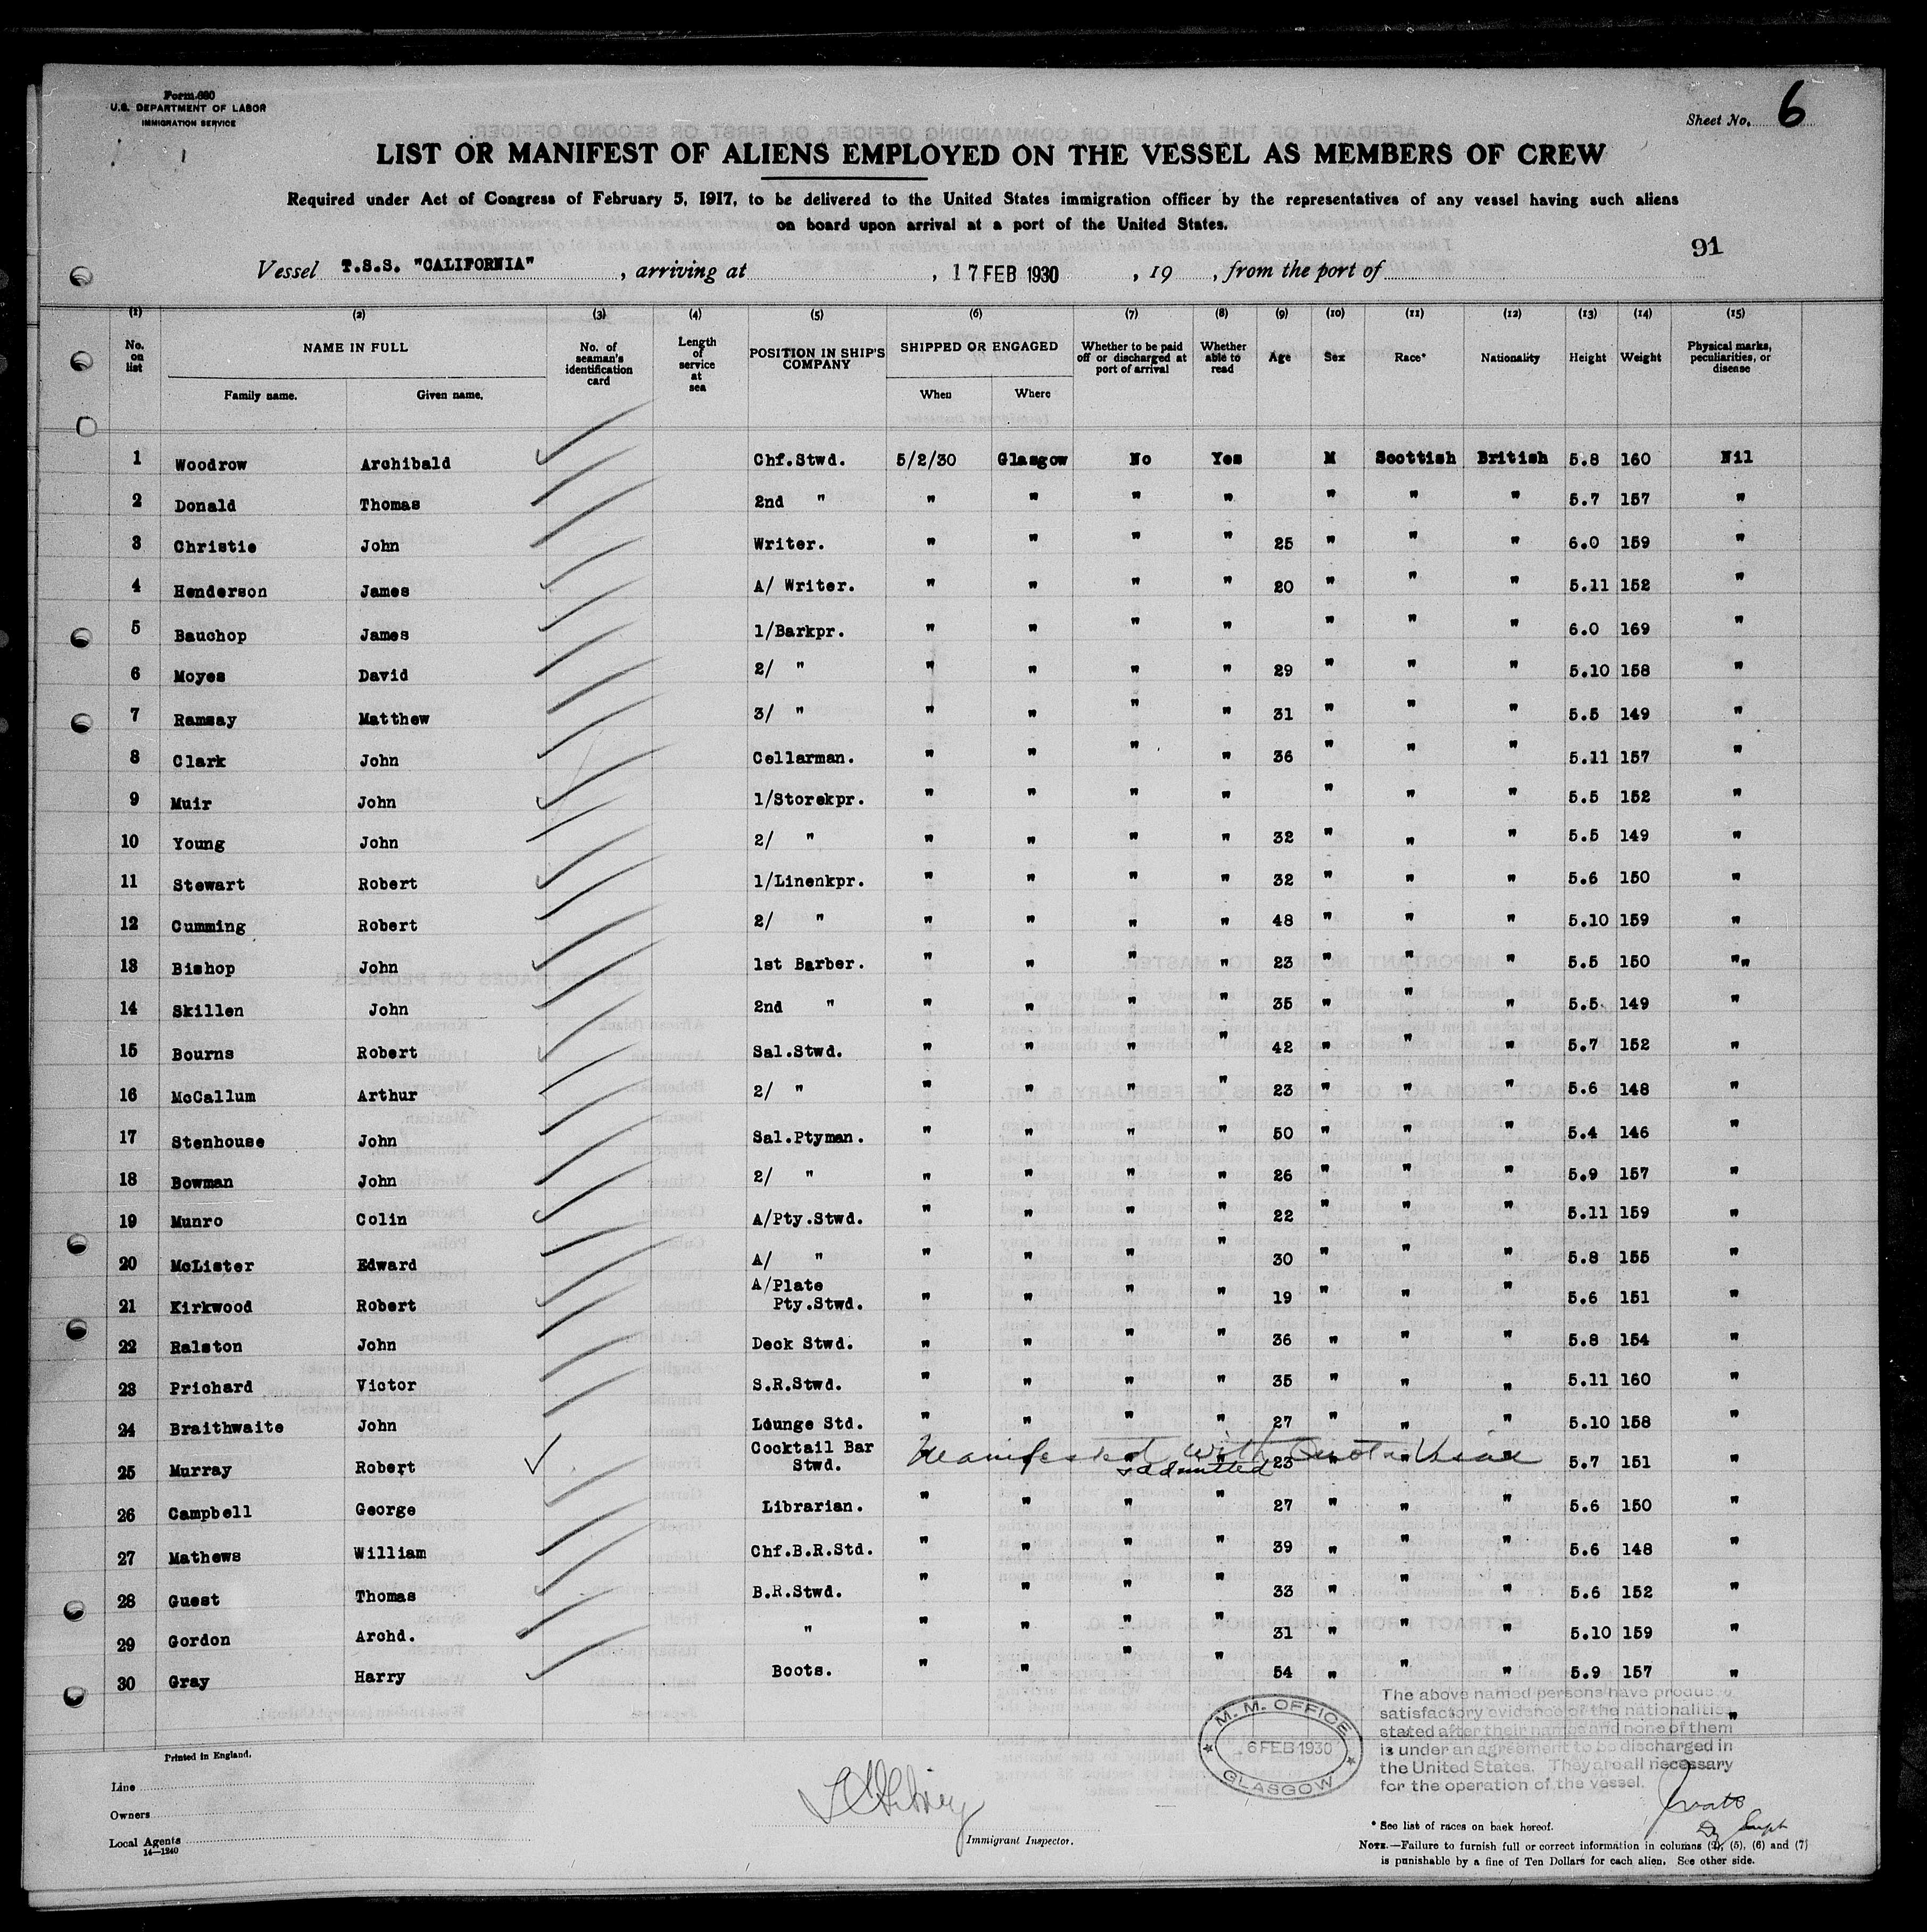 Form 680
U.S. DEPARTMENT OF LABOR
IMMIGRATION SERVICE
Sheet No. 6
LIST OR MANIFEST OF ALIENS EMPLOYED ON THE VESSEL AS MEMBERS OF CREW
Required under Act of Congress of February 5, 1917, to be delivered to the United States immigration officer by the representatives of any vessel having such aliens
on board upon arrival at a port of the United States.
91
Vessel T.S.S. "CALIFORNIA", arriving at , 17 FEB 1930, 19 , from the port of
(1) (2) (3) (4) (5) (6) (7) (8) (9) (10) (11) (12) (13) (14) (15)
No. on list NAME IN FULL Family name. Given name. No. of seaman's identification card Length of service at sea POSITION IN SHIP'S COMPANY SHIPPED OR ENGAGED When Where Whether to be paid off or discharged at port of arrival Whether able to read Age Sex Race* Nationality Height Weight Physical marks, peculiarities, or disease
1 Woodrow Archibald Chf.Stwd. 5/2/30 Glasgow No Yes M Scottish British 5.8 160 Nil
2 Donald Thomas 2nd " " " " " " " " 5.7 157 "
3 Christie John Writer. " " " " 25 " " " 6.0 159 "
4 Henderson James A/ Writer. " " " " 20 " " " 5.11 152 "
5 Bauchop James 1/Barkpr. " " " " " " " 6.0 169 "
6 Moyes David 2/ " " " " " 29 " " " 5.10 158 "
7 Ramsay Matthew 3/ " " " " " 31 " " " 5.5 149 "
8 Clark John Cellarman. " " " " 36 " " " 5.11 157 "
9 Muir John 1/Storekpr. " " " " " " " 5.5 152 "
10 Young John 2/ " " " " " 32 " " " 5.5 149 "
11 Stewart Robert 1/Linenkpr. " " " " 32 " " " 5.6 150 "
12 Cumming Robert 2/ " " " " " 48 " " " 5.10 159 "
13 Bishop John 1st Barber. " " " " 23 " " " 5.5 150 ""
14 Skillen John 2nd " " " " " 35 " " " 5.5. 149 "
15 Bourns Robert Sal.Stwd. " " " " 42 " " " 5.7 152 "
16 McCallum Arthur 2/ " " " " " 23 " " " 5.6 148 "
17 Stenhouse John Sal.Ptyman. " " " " 50 " " " 5.4 146 "
18 Bowman John 2/ " " " " " 26 " " " 5.9 157 "
19 Munro Colin A/Pty.Stwd. " " " " 22 " " " 5.11 159 "
20 McLister Edward A/ " " " " " 30 " " " 5.8 155 "
A/Plate
21 Kirkwood Robert Pty.Stwd. " " " " 19 " " " 5.6 151 "
22 Ralston John Deck Stwd. " " " " 36 " " " 5.8 154 "
23 Prichard Victor S.R.Stwd. " " " " 35 " " " 5.11 160 "
24 Braithwaite John Lounge Std. " " " " 27 " " " 5.10 158 "
Cocktail Bar Manifested with Quota Visa
25 Murray Robert Stwd. & admitted 23 " " " 5.7 151 "
26 Campbell George Librarian. " " " " 27 " " " 5.6 150 "
27 Mathews William Chf.B.R.Std. " " " " 39 " " " 5.6 148 "
28 Guest Thomas B.R.Stwd. " " " " 33 " " " 5.6 152 "
29 Gordon Archd. " " " " " 31 " " " 5.10 159 "
30 Gray Harry Boots. " " " " 54 " " " 5.9 157 "
"
M. M. OFFICE
6 FEB 1930
GLASGOW
The above named persons have produced
satisfactory evidence of the nationalities
stated after their names and none of them
is under an agreement to be discharged in
the United States. They are all necessary
for the operation of the vessel.
Printed in England.
Line
Owners
Local Agents
14—1240
Immigrant Inspector.
* See list of races on back hereof.
NOTE.—Failure to furnish full or correct information in columns (2), (5), (6) and (7)
is punishable by a fine of Ten Dollars for each alien. See other side.